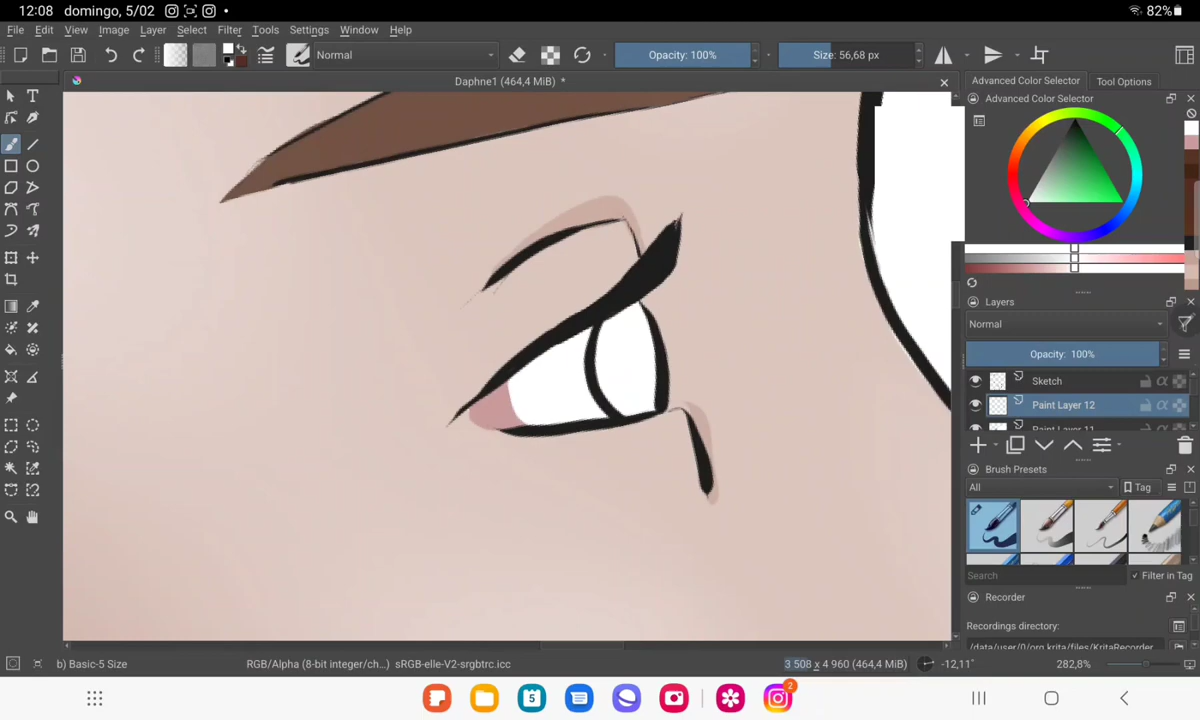 12:08 domingo, 5/02 82%
File Edit View Image Layer Select Filter Tools Settings Window Help
Normal Opacity: 100% Size: 56,68 px
Daphne1 (464,4 MiB) *
Advanced Color Selector Tool Options
Advanced Color Selector
Layers
Normal
Opacity: 100%
Sketch
Paint Layer 12
Paint Layer 11
Brush Presets
All Tag
Search Filter in Tag
Recorder
Recordings directory:
/data/user/0/org.krita/files/KritaRecorder
b) Basic-5 Size RGB/Alpha (8-bit integer/ch...) sRGB-elle-V2-srgbtrc.icc 3 508 x 4 960 (464,4 MiB) -12,11° 282,8%
5 2